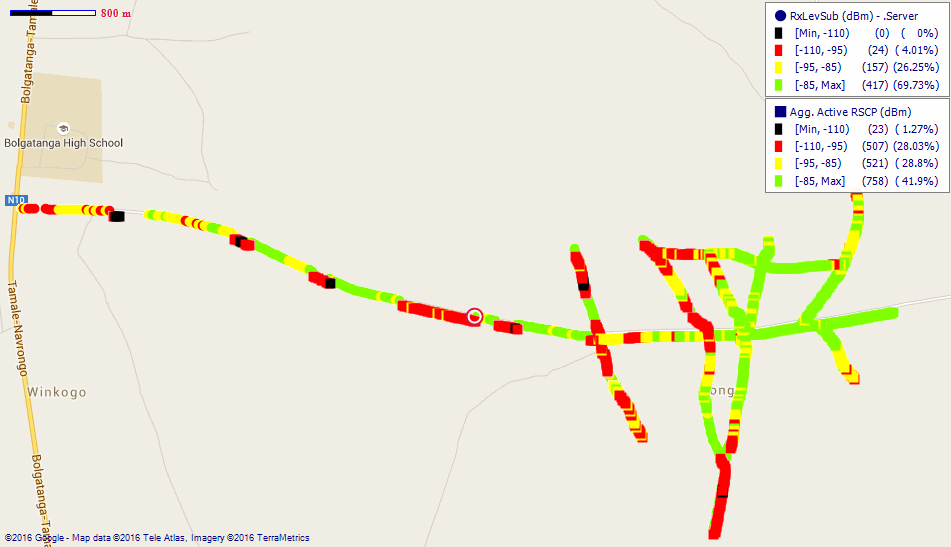 800 m
RxLevSub (dBm) - .Server
[Min, -110) (0) ( 0%)
[-110, -95) (24) ( 4.01%)
[-95, -85) (157) (26.25%)
[-85, Max] (417) (69.73%)
Agg. Active RSCP (dBm)
[Min, -110) (23) ( 1.27%)
[-110, -95) (507) (28.03%)
[-95, -85) (521) ( 28.8%)
[-85, Max] (758) ( 41.9%)
Bolgatanga-Tamale
Bolgatanga High School
N10
Tamale-Navrongo
Winkogo
ong
Bolgatanga-Tama
©2016 Google - Map data ©2016 Tele Atlas, Imagery ©2016 TerraMetrics